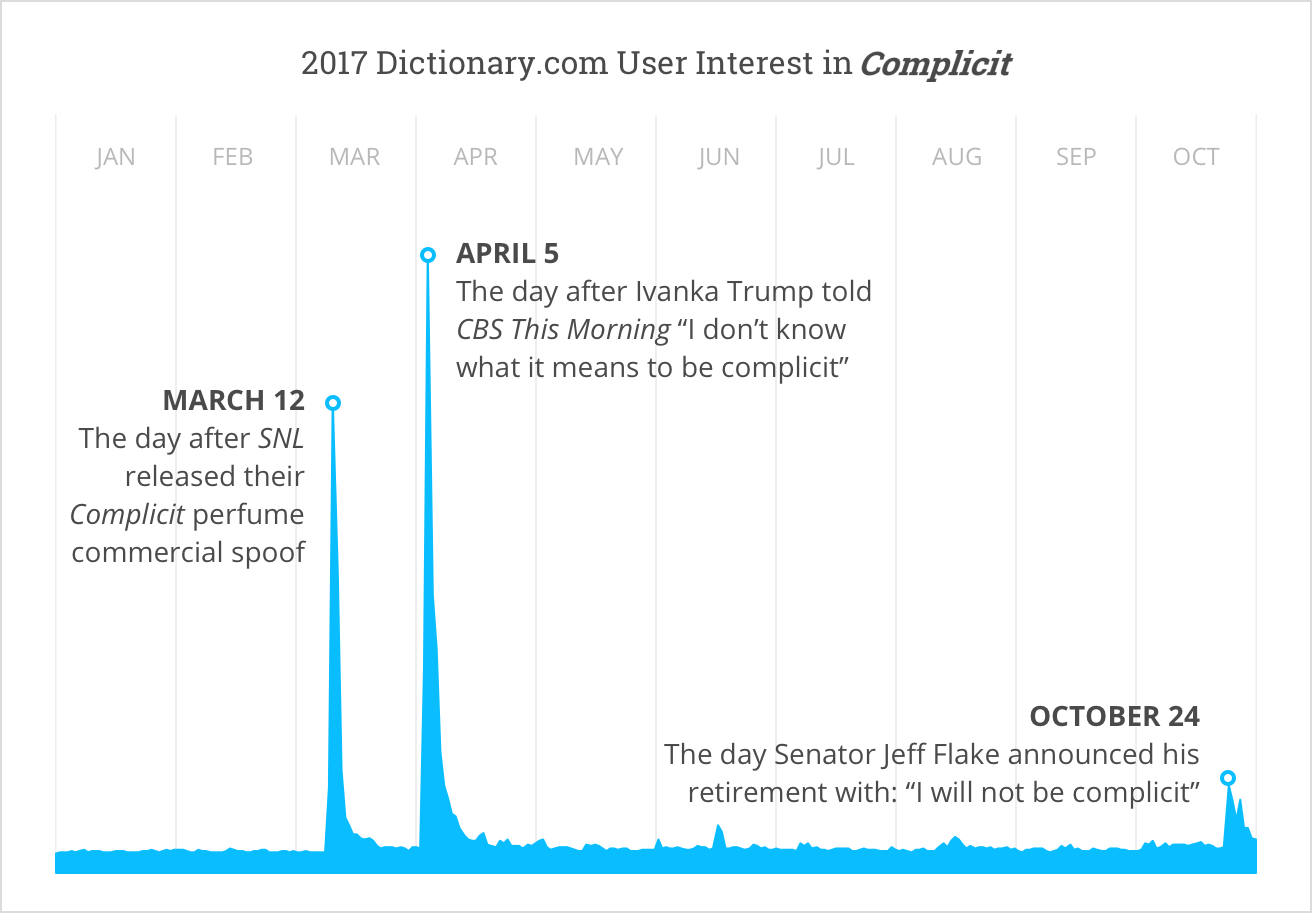 2017 Dictionary.com User Interest in Complicit
JAN FEB MAR APR MAY JUN JUL AUG SEP OCT
APRIL 5
The day after Ivanka Trump told
CBS This Morning “I don’t know
what it means to be complicit”
MARCH 12
The day after SNL
released their
Complicit perfume
commercial spoof
OCTOBER 24
The day Senator Jeff Flake announced his
retirement with: “I will not be complicit”